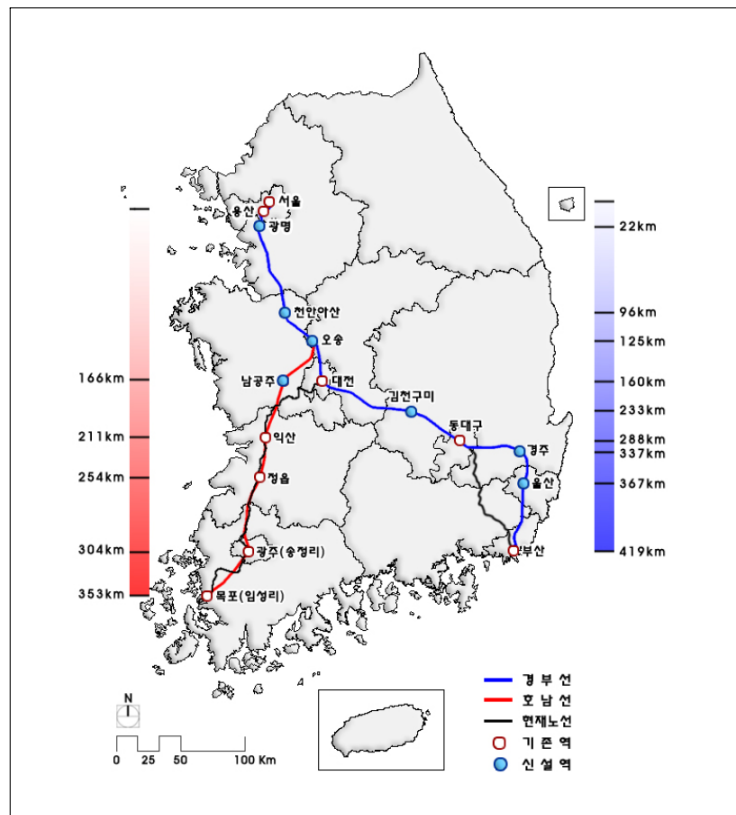 서울
용산
광명
22km
천안아산
96km
오송
125km
166km
남공주
대전
160km
김천구미
233km
211km
익산
동대구
288km
경주
337km
254km
정읍
울산
367km
304km
광주(송정리)
부산
419km
353km
목포(임성리)
경 부 선
호 남 선
현재노선
기 존 역
신 설 역
N
0 25 50 100 Km